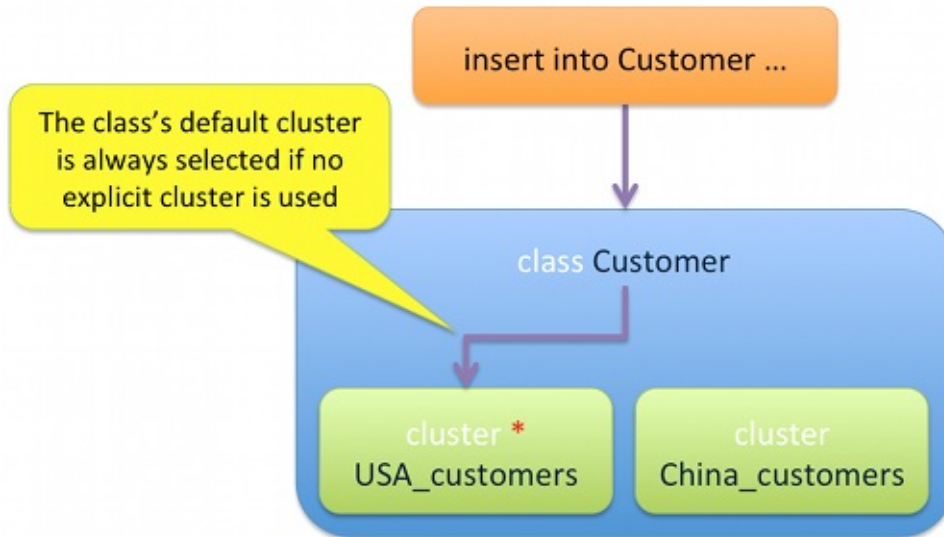 insert into Customer ...
The class’s default cluster
is always selected if no
explicit cluster is used
class Customer
cluster *
USA_customers
cluster
China_customers